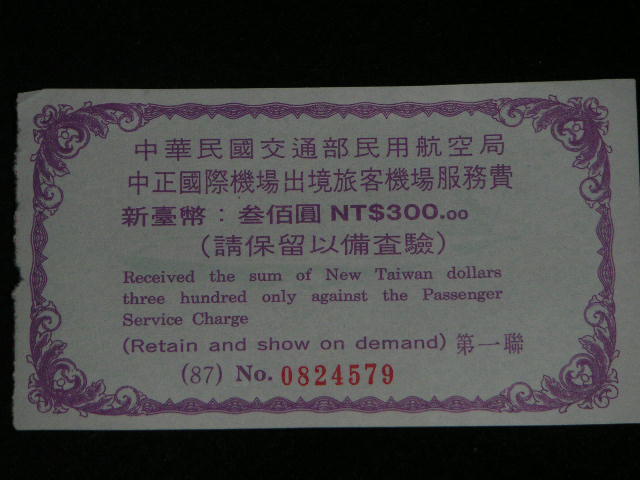 中華民國交通部民用航空局
中正國際機場出境旅客機場服務費
新臺幣：叁佰圓 NT$300.00
(請保留以備查驗)
Received the sum of New Taiwan dollars
three hundred only against the Passenger
Service Charge
(Retain and show on demand) 第一聯
(87) No. 0824579